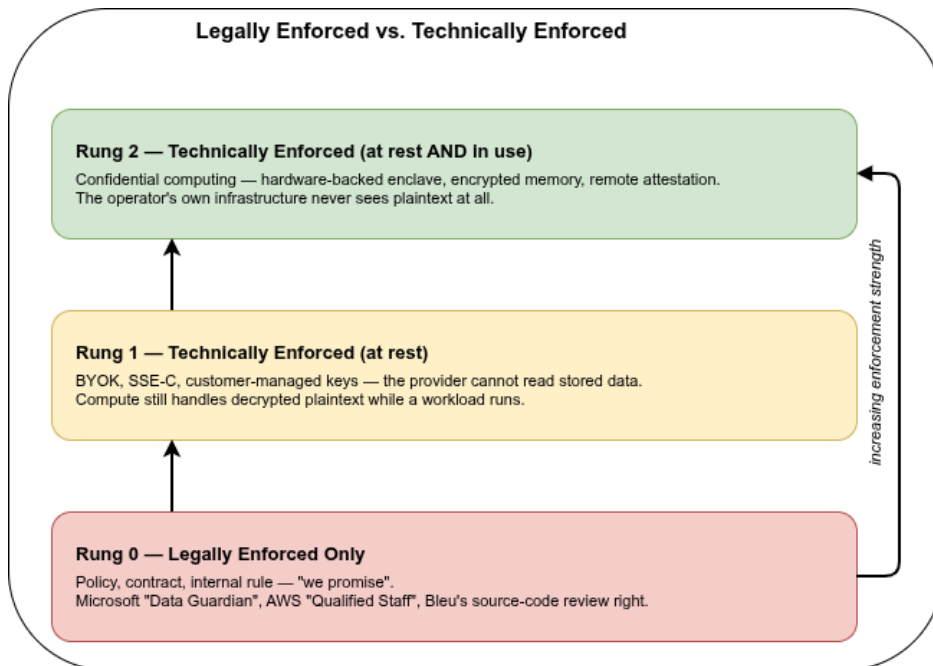 Legally Enforced vs. Technically Enforced
Rung 2 — Technically Enforced (at rest AND in use)
Confidential computing — hardware-backed enclave, encrypted memory, remote attestation.
The operator's own infrastructure never sees plaintext at all.
increasing enforcement strength
Rung 1 — Technically Enforced (at rest)
BYOK, SSE-C, customer-managed keys — the provider cannot read stored data.
Compute still handles decrypted plaintext while a workload runs.
Rung 0 — Legally Enforced Only
Policy, contract, internal rule — "we promise".
Microsoft "Data Guardian", AWS "Qualified Staff", Bleu's source-code review right.